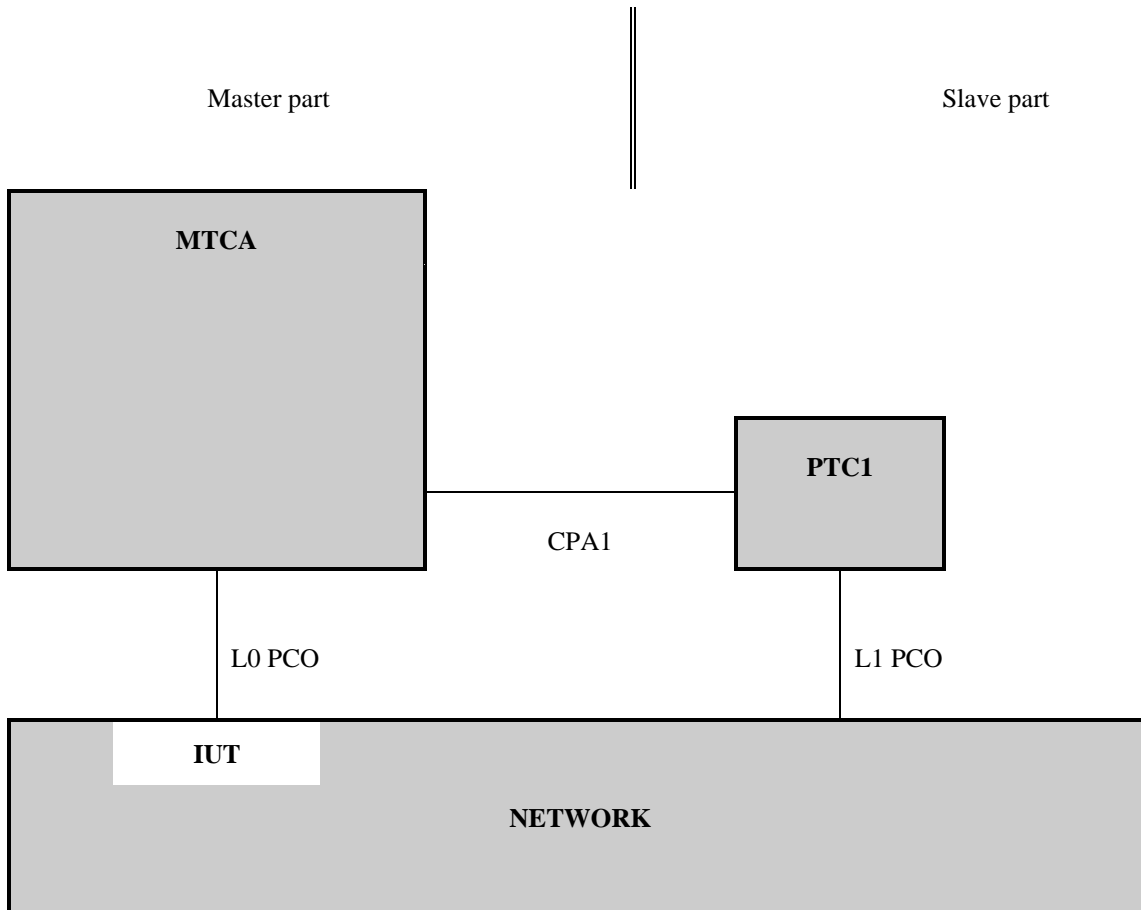 Master part
Slave part
MTCA
PTC1
CPA1
L0 PCO
L1 PCO
IUT
NETWORK